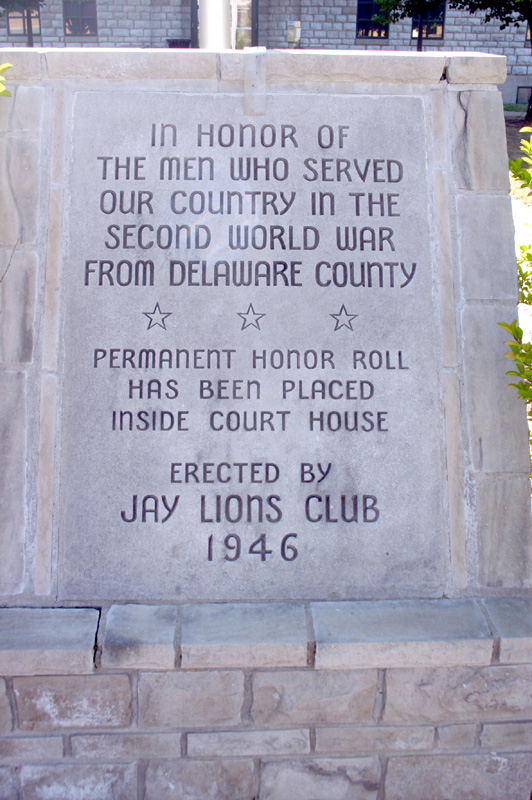 IN HONOR OF
THE MEN WHO SERVED
OUR COUNTRY IN THE
SECOND WORLD WAR
FROM DELAWARE COUNTY
PERMANENT HONOR ROLL
HAS BEEN PLACED
INSIDE COURT HOUSE
ERECTED BY
JAY LIONS CLUB
1946